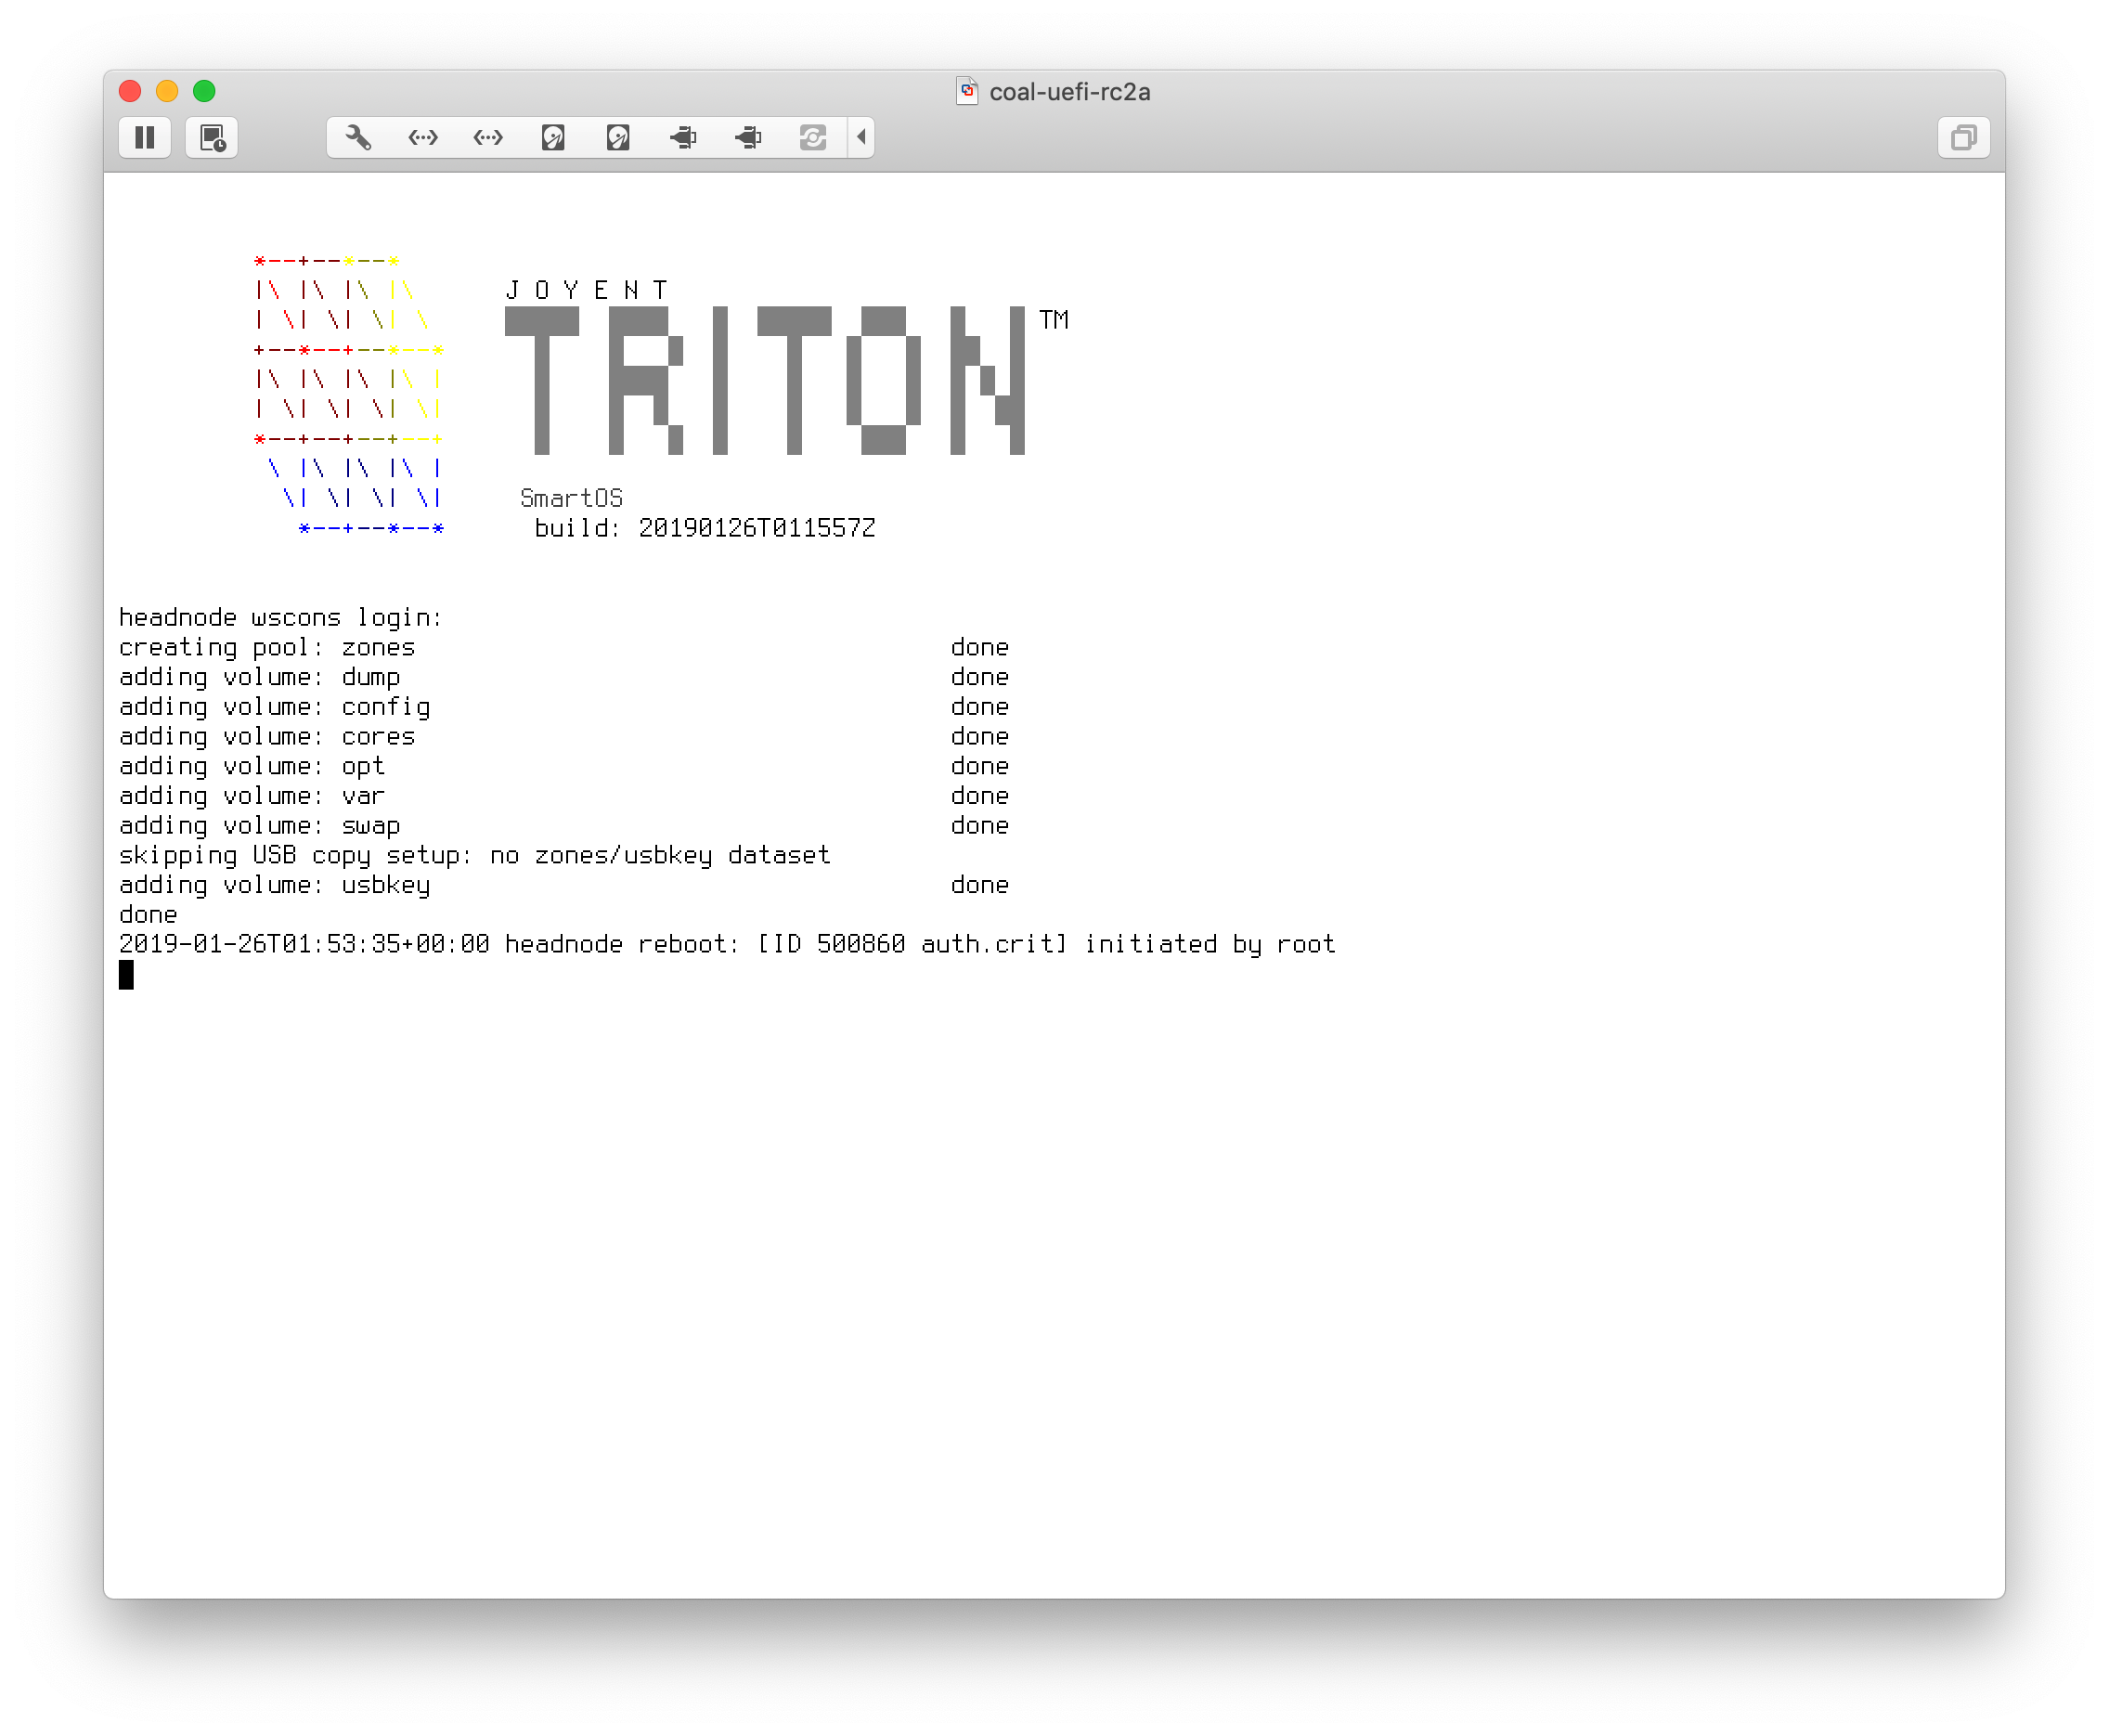 coal-uefi-rc2a
JOYENT
TRITON TM
SmartOS
build: 20190126T011557Z
headnode wscons login:
creating pool: zones done
adding volume: dump done
adding volume: config done
adding volume: cores done
adding volume: opt done
adding volume: var done
adding volume: swap done
skipping USB copy setup: no zones/usbkey dataset
adding volume: usbkey done
done
2019-01-26T01:53:35+00:00 headnode reboot: [ID 500860 auth.crit] initiated by root